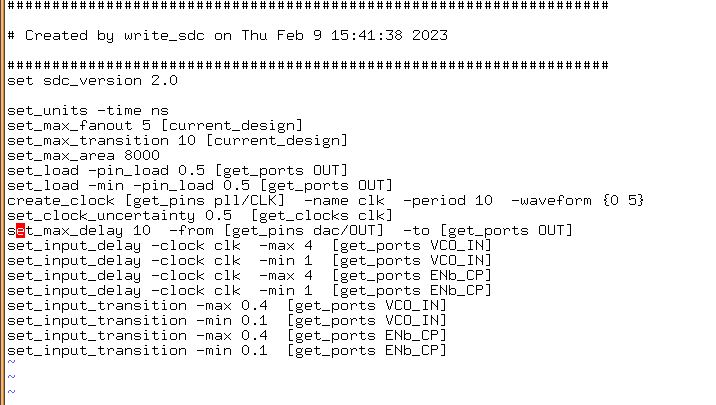 ###################################################################
# Created by write_sdc on Thu Feb 9 15:41:38 2023
###################################################################
set sdc_version 2.0
set_units -time ns
set_max_fanout 5 [current_design]
set_max_transition 10 [current_design]
set_max_area 8000
set_load -pin_load 0.5 [get_ports OUT]
set_load -min -pin_load 0.5 [get_ports OUT]
create_clock [get_pins pll/CLK]  -name clk  -period 10  -waveform {0 5}
set_clock_uncertainty 0.5  [get_clocks clk]
set_max_delay 10  -from [get_pins dac/OUT]  -to [get_ports OUT]
set_input_delay -clock clk  -max 4  [get_ports VCO_IN]
set_input_delay -clock clk  -min 1  [get_ports VCO_IN]
set_input_delay -clock clk  -max 4  [get_ports ENb_CP]
set_input_delay -clock clk  -min 1  [get_ports ENb_CP]
set_input_transition -max 0.4  [get_ports VCO_IN]
set_input_transition -min 0.1  [get_ports VCO_IN]
set_input_transition -max 0.4  [get_ports ENb_CP]
set_input_transition -min 0.1  [get_ports ENb_CP]
~
~
~